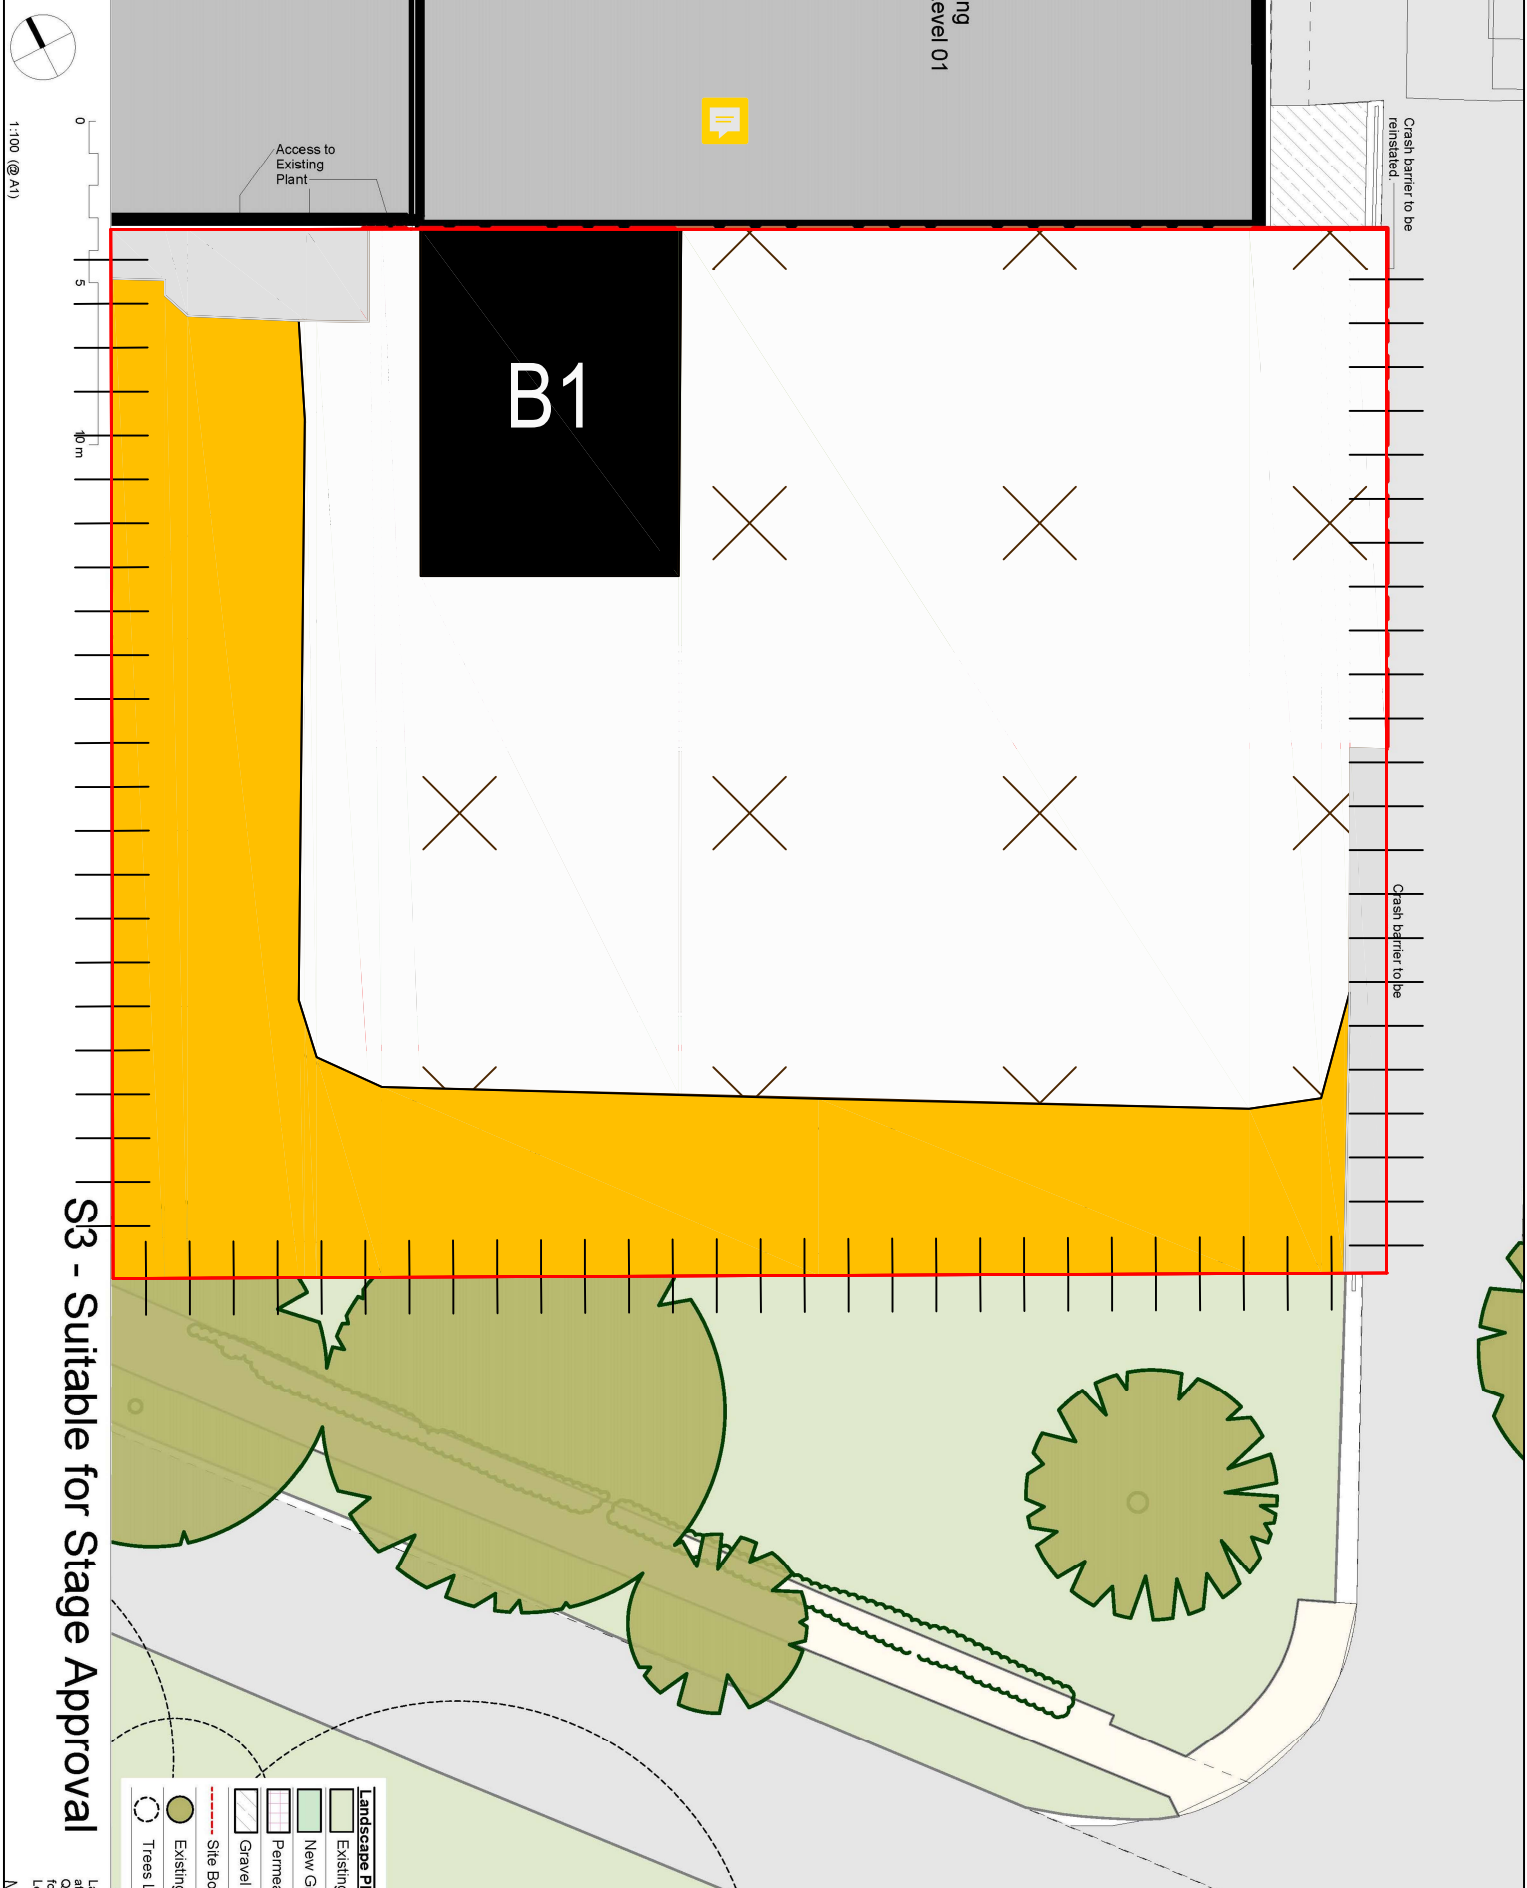 ng
evel 01
Crash barrier to be
reinstated.
Access to
Existing
Plant
0
5
10 m
1:100 (@ A1)
B1
Crash barrier to be
S3 - Suitable for Stage Approval
Landscape Pl
Existing
New G
Permea
Gravel
Site Bo
Existing
Trees L